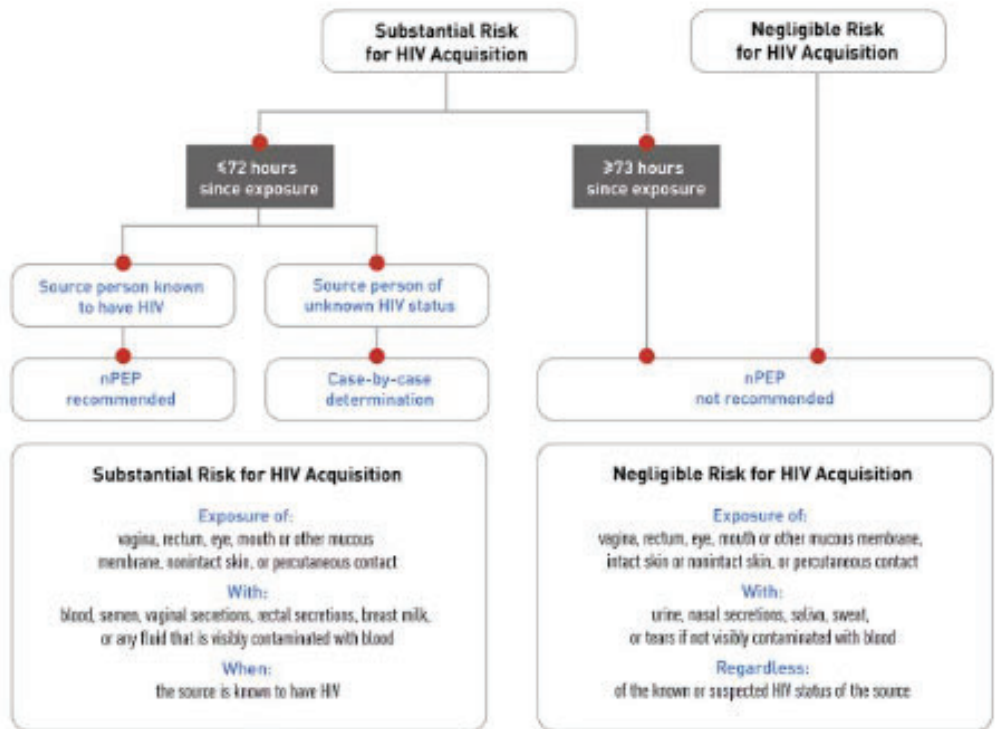 Substantial Risk
for HIV Acquisition
Negligible Risk
for HIV Acquisition
≤72 hours
since exposure
≥73 hours
since exposure
Source person known
to have HIV
Source person of
unknown HIV status
nPEP
recommended
Case-by-case
determination
nPEP
not recommended
Substantial Risk for HIV Acquisition
Exposure of:
vagina, rectum, eye, mouth or other mucous
membrane, nonintact skin, or percutaneous contact
With:
blood, semen, vaginal secretions, rectal secretions, breast milk,
or any fluid that is visibly contaminated with blood
When:
the source is known to have HIV
Negligible Risk for HIV Acquisition
Exposure of:
vagina, rectum, eye, mouth or other mucous membrane,
intact skin or nonintact skin, or percutaneous contact
With:
urine, nasal secretions, saliva, sweat,
or tears if not visibly contaminated with blood
Regardless:
of the known or suspected HIV status of the source